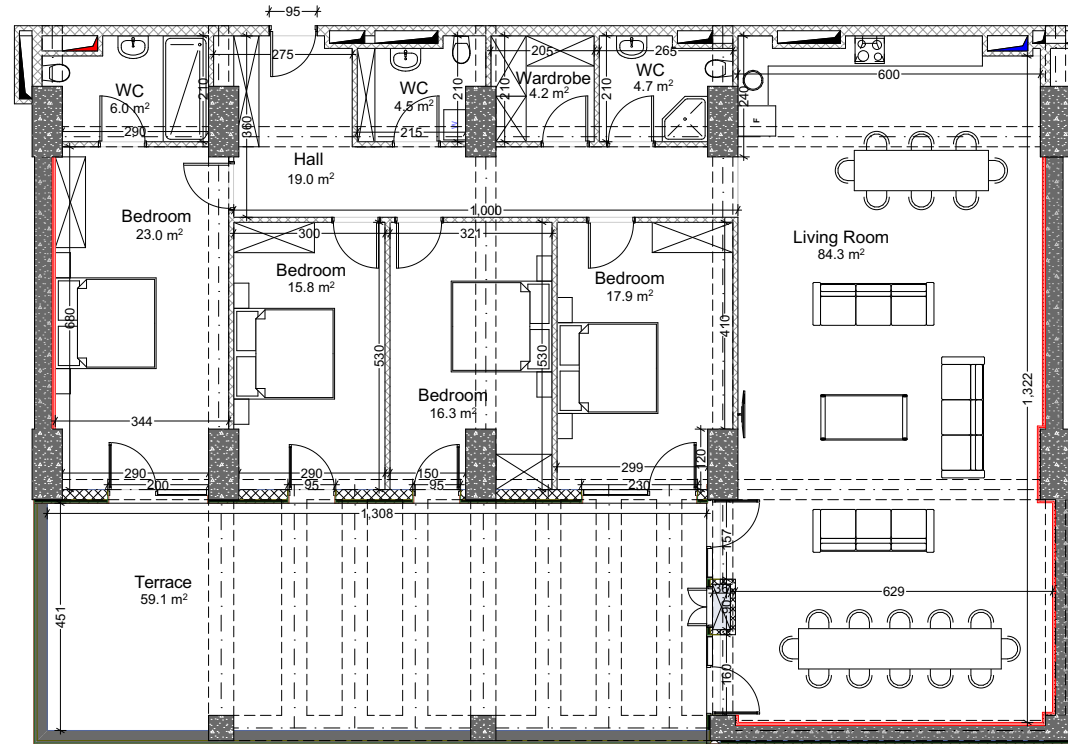 95
275
205
265
WC
6.0 m²
210
290
360
WC
4.5 m²
210
215
Wardrobe
4.2 m²
210
WC
4.7 m²
600
240
F
Hall
19.0 m²
1,000
Bedroom
23.0 m²
300
321
Bedroom
15.8 m²
Bedroom
17.9 m²
Living Room
84.3 m²
680
530
530
410
Bedroom
16.3 m²
1,322
344
290
200
290
95
150
95
299
230
120
1,308
157
Terrace
59.1 m²
451
629
160